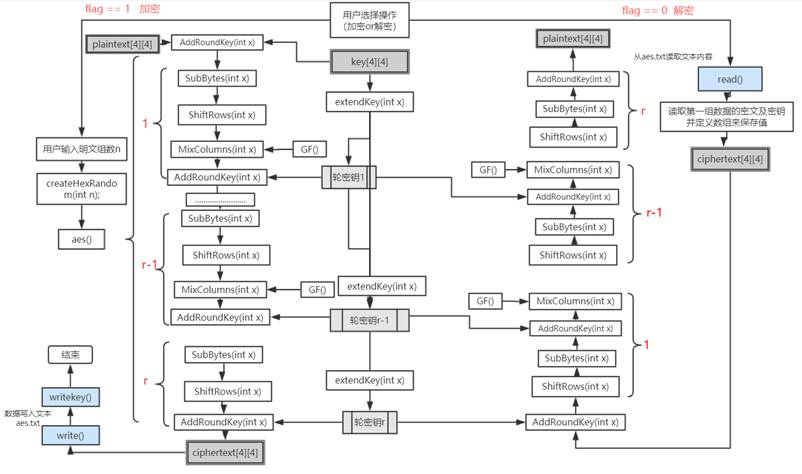 flag == 1 加密
用户选择操作
（加密or解密）
flag == 0 解密
plaintext[4][4]
AddRoundKey(int x)
key[4][4]
plaintext[4][4]
从aes.txt读取文本内容
read()
SubBytes(int x)
AddRoundKey(int x)
extendKey(int x)
r
1
ShiftRows(int x)
SubBytes(int x)
读取第一组数据的密文及密钥
并定义数组来保存值
ShiftRows(int x)
用户输入明文组数n
MixColumns(int x)
GF()
ciphertext[4][4]
createHexRando
m(int n);
AddRoundKey(int x)
轮密钥1
GF()
MixColumns(int x)
AddRoundKey(int x)
r-1
........................
SubBytes(int x)
SubBytes(int x)
aes()
ShiftRows(int x)
ShiftRows(int x)
r-1
MixColumns(int x)
GF()
extendKey(int x)
GF()
MixColumns(int x)
AddRoundKey(int x)
轮密钥r-1
AddRoundKey(int x)
1
SubBytes(int x)
SubBytes(int x)
结束
r
extendKey(int x)
ShiftRows(int x)
ShiftRows(int x)
writekey()
数据写入文本
aes.txt
AddRoundKey(int x)
轮密钥r
AddRoundKey(int x)
write()
ciphertext[4][4]